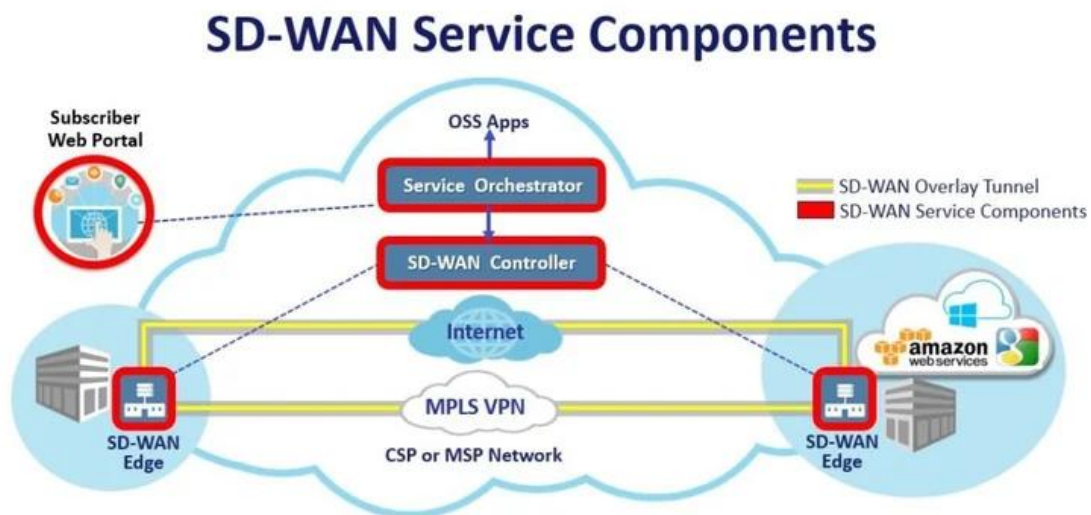 SD-WAN Service Components
Subscriber
Web Portal
OSS Apps
Service Orchestrator
SD-WAN Controller
SD-WAN Overlay Tunnel
SD-WAN Service Components
Internet
amazon
web services
MPLS VPN
SD-WAN
Edge
CSP or MSP Network
SD-WAN
Edge